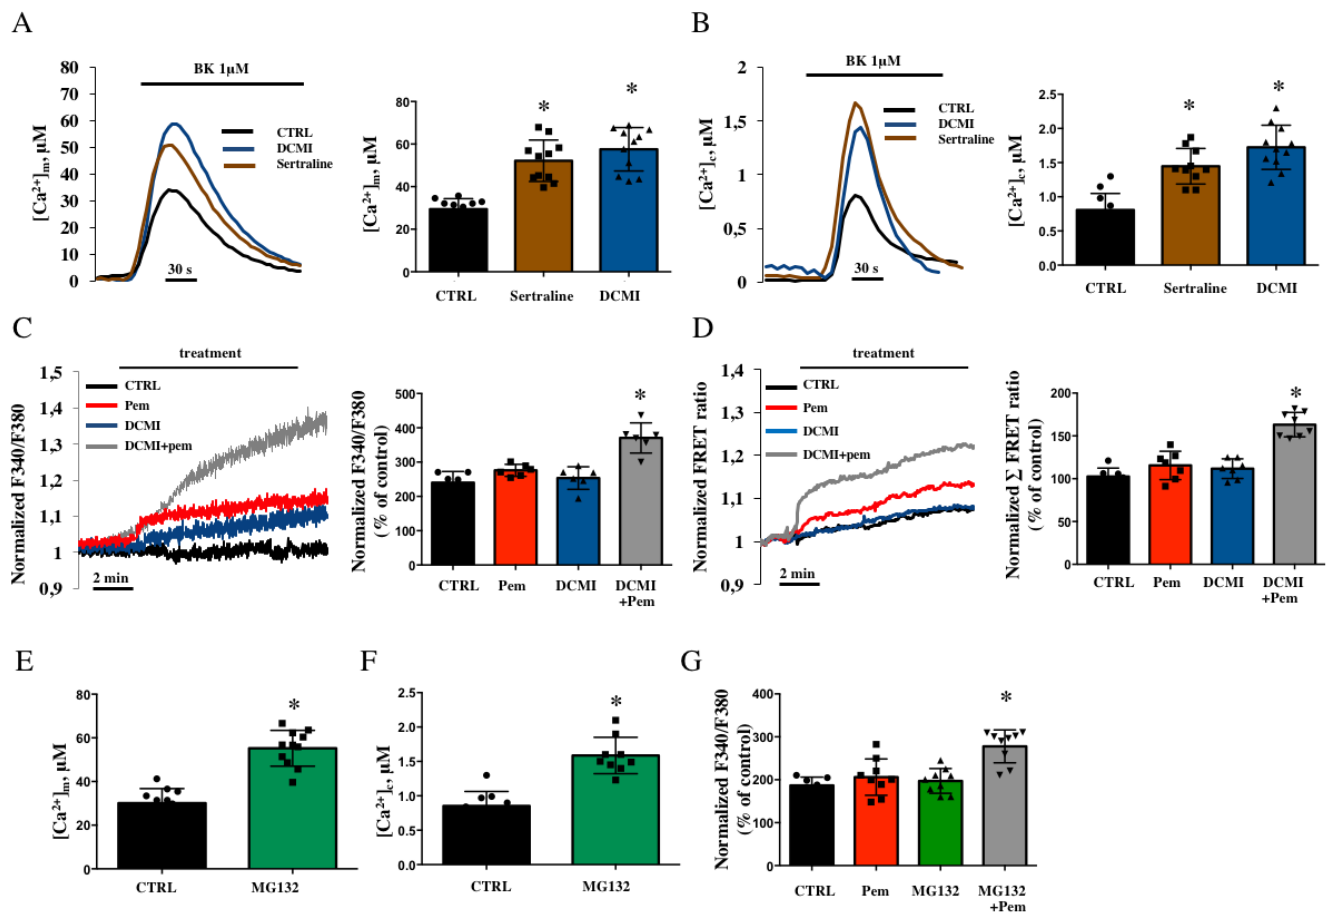 A
BK 1µM
[Ca²⁺]m, µM
80
70
60
50
40
30
20
10
0
CTRL
DCMI
Sertraline
30 s
[Ca²⁺]m, µM
80
60
40
20
0
*
*
CTRL
Sertraline
DCMI
B
BK 1µM
[Ca²⁺]c, µM
2
1,5
1
0,5
0
CTRL
DCMI
Sertraline
30 s
[Ca²⁺]c, µM
2.5
2.0
1.5
1.0
0.5
0.0
*
*
CTRL
Sertraline
DCMI
C
treatment
Normalized F340/F380
1,5
1,4
1,3
1,2
1,1
1
0,9
CTRL
Pem
DCMI
DCMI+pem
2 min
Normalized F340/F380
(% of control)
500
400
300
200
100
0
*
CTRL
Pem
DCMI
DCMI
+Pem
D
treatment
Normalized FRET ratio
1,4
1,3
1,2
1,1
1
0,9
CTRL
Pem
DCMI
DCMI+pem
2 min
Normalized Σ FRET ratio
(% of control)
200
150
100
50
0
*
CTRL
Pem
DCMI
DCMI
+Pem
E
[Ca²⁺]m, µM
80
60
40
20
0
*
CTRL
MG132
F
[Ca²⁺]c, µM
2.5
2.0
1.5
1.0
0.5
0.0
*
CTRL
MG132
G
Normalized F340/F380
(% of control)
400
300
200
100
0
*
CTRL
Pem
MG132
MG132
+Pem